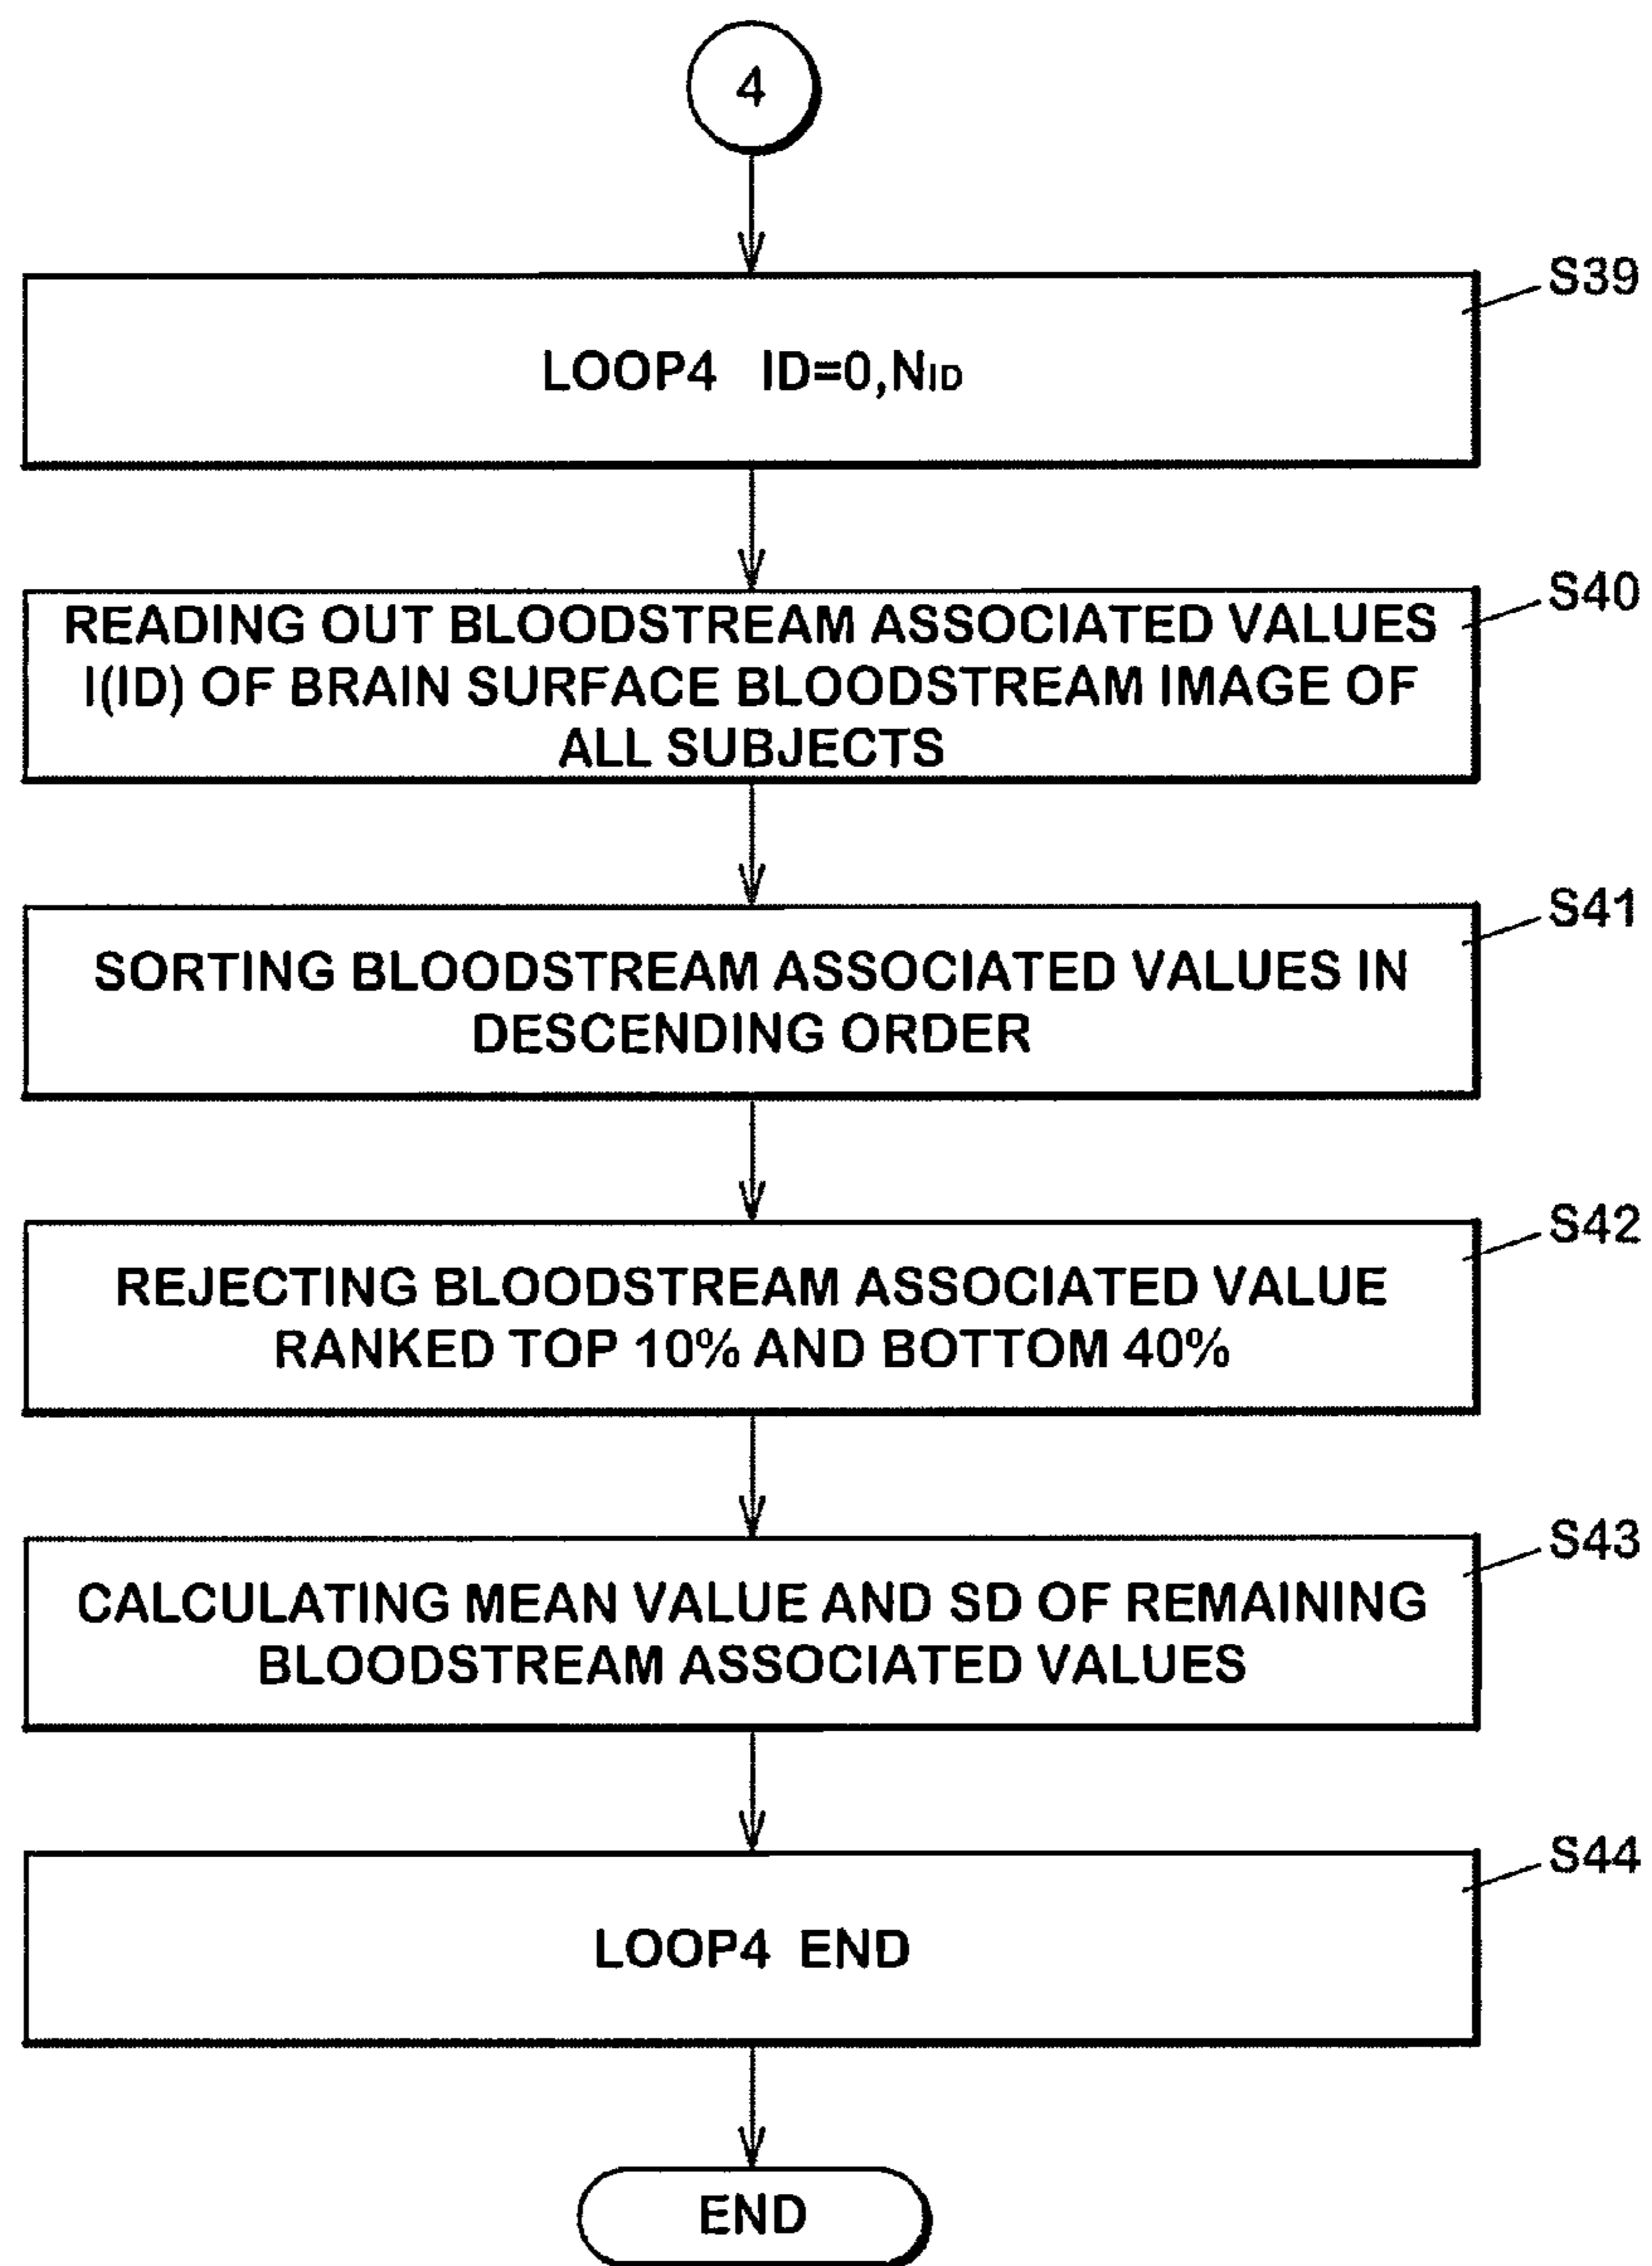 4
S39
LOOP4 ID=0,NID
S40
READING OUT BLOODSTREAM ASSOCIATED VALUES
I(ID) OF BRAIN SURFACE BLOODSTREAM IMAGE OF
ALL SUBJECTS
S41
SORTING BLOODSTREAM ASSOCIATED VALUES IN
DESCENDING ORDER
S42
REJECTING BLOODSTREAM ASSOCIATED VALUE
RANKED TOP 10% AND BOTTOM 40%
S43
CALCULATING MEAN VALUE AND SD OF REMAINING
BLOODSTREAM ASSOCIATED VALUES
S44
LOOP4 END
END